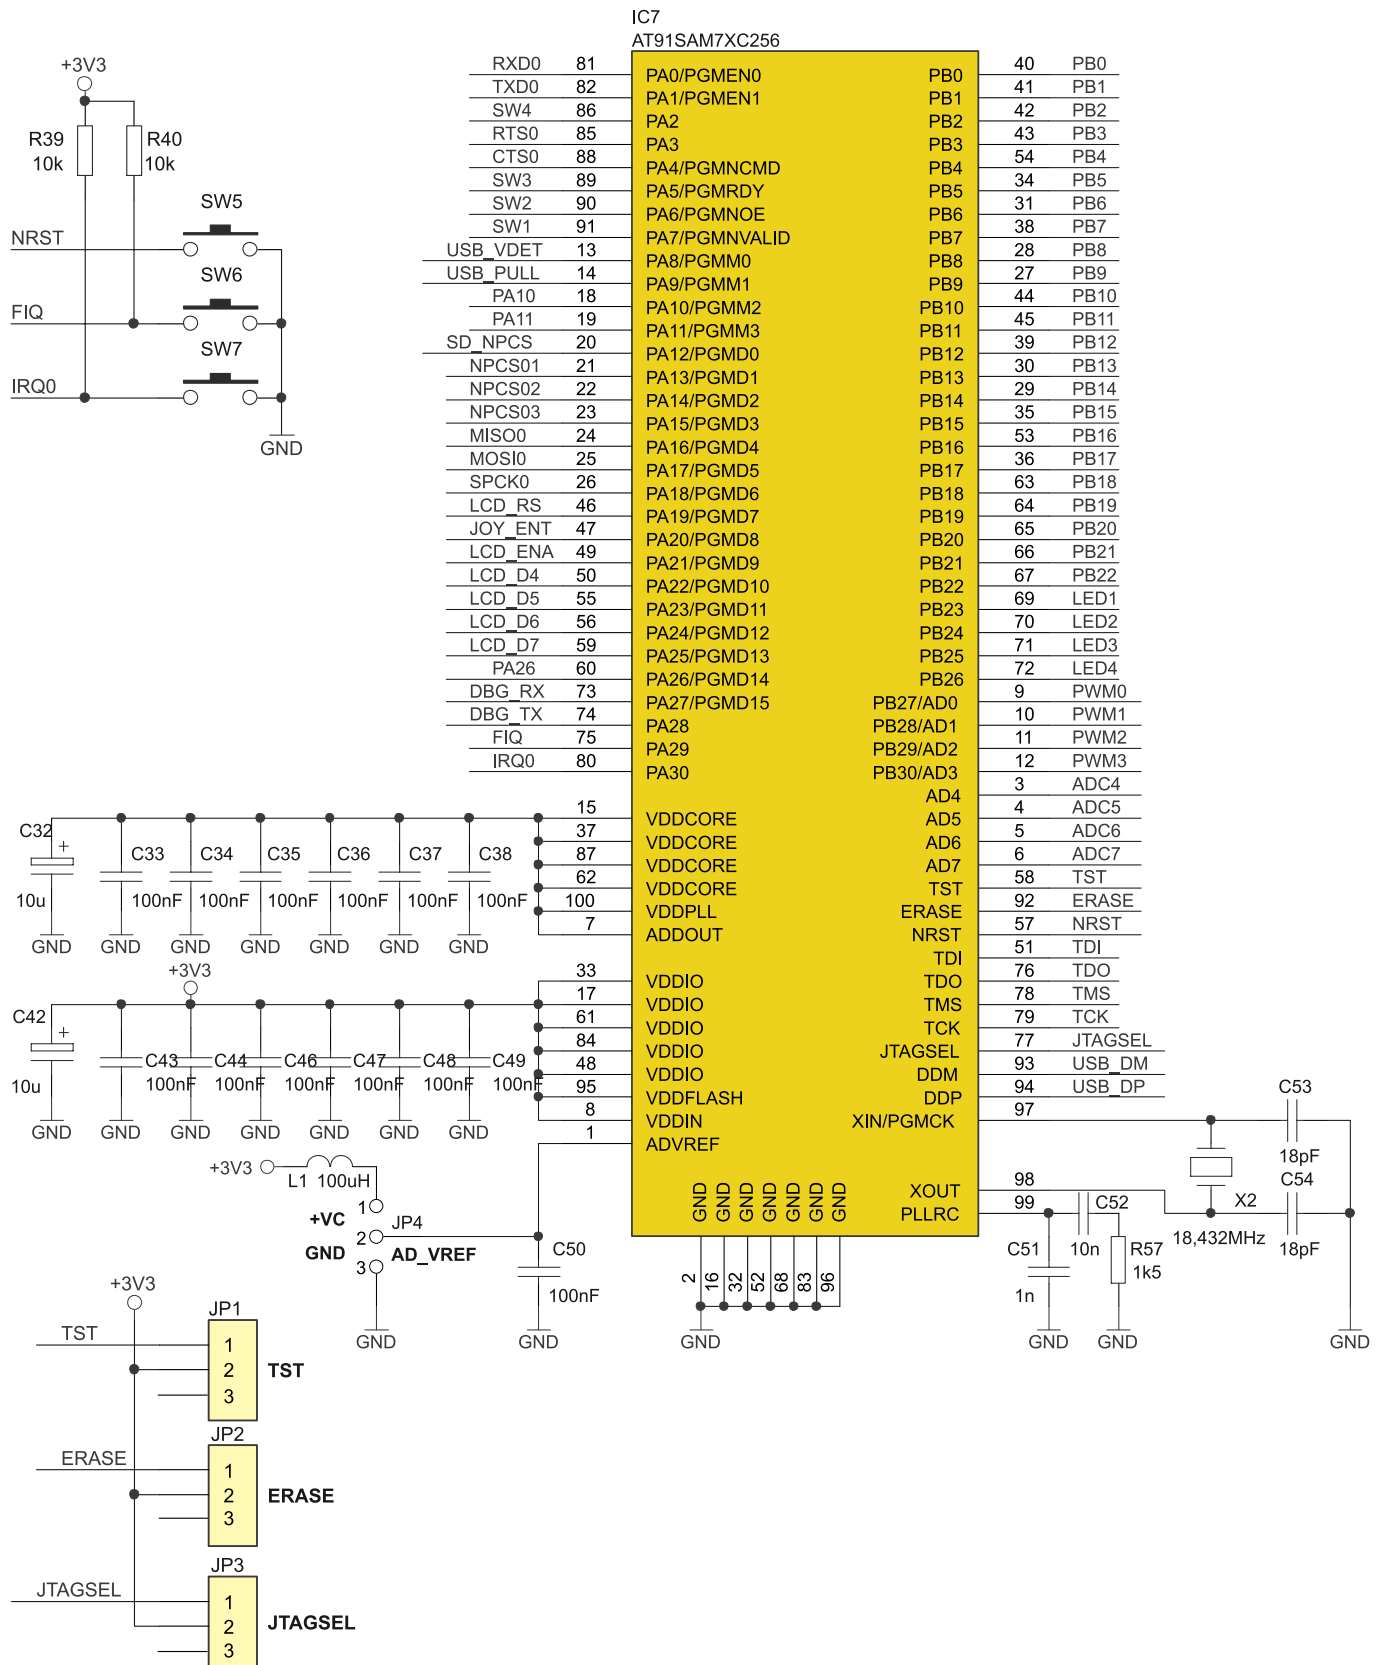 IC7
AT91SAM7XC256
+3V3
R39
10k
R40
10k
SW5
NRST
SW6
FIQ
SW7
IRQ0
GND
RXD0 81 PA0/PGMEN0
TXD0 82 PA1/PGMEN1
SW4 86 PA2
RTS0 85 PA3
CTS0 88 PA4/PGMNCMD
SW3 89 PA5/PGMRDY
SW2 90 PA6/PGMNOE
SW1 91 PA7/PGMNVALID
USB_VDET 13 PA8/PGMM0
USB_PULL 14 PA9/PGMM1
PA10 18 PA10/PGMM2
PA11 19 PA11/PGMM3
SD_NPCS 20 PA12/PGMD0
NPCS01 21 PA13/PGMD1
NPCS02 22 PA14/PGMD2
NPCS03 23 PA15/PGMD3
MISO0 24 PA16/PGMD4
MOSI0 25 PA17/PGMD5
SPCK0 26 PA18/PGMD6
LCD_RS 46 PA19/PGMD7
JOY_ENT 47 PA20/PGMD8
LCD_ENA 49 PA21/PGMD9
LCD_D4 50 PA22/PGMD10
LCD_D5 55 PA23/PGMD11
LCD_D6 56 PA24/PGMD12
LCD_D7 59 PA25/PGMD13
PA26 60 PA26/PGMD14
DBG_RX 73 PA27/PGMD15
DBG_TX 74 PA28
FIQ 75 PA29
IRQ0 80 PA30
15 VDDCORE
37 VDDCORE
87 VDDCORE
62 VDDCORE
100 VDDPLL
7 ADDOUT
33 VDDIO
17 VDDIO
61 VDDIO
84 VDDIO
48 VDDIO
95 VDDFLASH
8 VDDIN
1 ADVREF
PB0 40 PB0
PB1 41 PB1
PB2 42 PB2
PB3 43 PB3
PB4 54 PB4
PB5 34 PB5
PB6 31 PB6
PB7 38 PB7
PB8 28 PB8
PB9 27 PB9
PB10 44 PB10
PB11 45 PB11
PB12 39 PB12
PB13 30 PB13
PB14 29 PB14
PB15 35 PB15
PB16 53 PB16
PB17 36 PB17
PB18 63 PB18
PB19 64 PB19
PB20 65 PB20
PB21 66 PB21
PB22 67 PB22
PB23 69 LED1
PB24 70 LED2
PB25 71 LED3
PB26 72 LED4
PB27/AD0 9 PWM0
PB28/AD1 10 PWM1
PB29/AD2 11 PWM2
PB30/AD3 12 PWM3
AD4 3 ADC4
AD5 4 ADC5
AD6 5 ADC6
AD7 6 ADC7
TST 58 TST
ERASE 92 ERASE
NRST 57 NRST
TDI 51 TDI
TDO 76 TDO
TMS 78 TMS
TCK 79 TCK
JTAGSEL 77 JTAGSEL
DDM 93 USB_DM
DDP 94 USB_DP
XIN/PGMCK 97
XOUT 98
PLLRC 99
GND GND GND GND GND GND GND
2 16 32 52 68 83 96
GND
C32 + C33 C34 C35 C36 C37 C38
10u 100nF 100nF 100nF 100nF 100nF 100nF
GND GND GND GND GND GND GND
+3V3
C42 + C43 C44 C46 C47 C48 C49
10u 100nF 100nF 100nF 100nF 100nF 100nF
GND GND GND GND GND GND GND
+3V3 L1 100uH
1
+VC JP4
2
GND AD_VREF
3
GND
C50
100nF
GND
C53
18pF
C54
18pF
X2
18,432MHz
C52
10n
C51
1n
R57
1k5
GND GND GND
+3V3
JP1
TST 1
2 TST
3
JP2
ERASE 1
2 ERASE
3
JP3
JTAGSEL 1
2 JTAGSEL
3